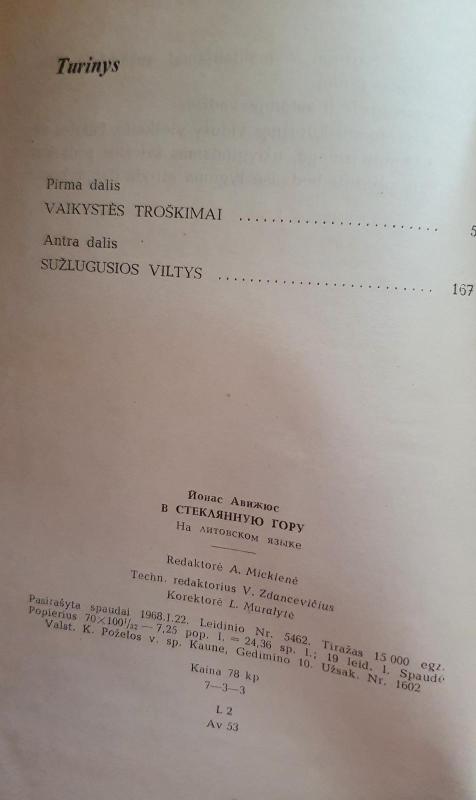 Turinys
Pirma dalis
VAIKYSTĖS TROŠKIMAI ........................ 5
Antra dalis
SUŽLUGUSIOS VILTYS .......................... 167
Йонас Авижюс
В СТЕКЛЯННУЮ ГОРУ
На литовском языке
Redaktorė A. Mickienė
Techn. redaktorius V. Zdancevičius
Korektorė L. Muralytė
Pasirašyta spaudai 1968.I.22. Leidinio Nr. 5462. Tiražas 15 000 egz.
Popierius 70×100¹/₃₂ — 7,25 pop. l. = 24,36 sp. l.; 19 leid. l. Spaudė
Valst. K. Poželos v. sp. Kaune, Gedimino 10. Užsak. Nr. 1602
Kaina 78 kp
7—3—3
L 2
Av 53